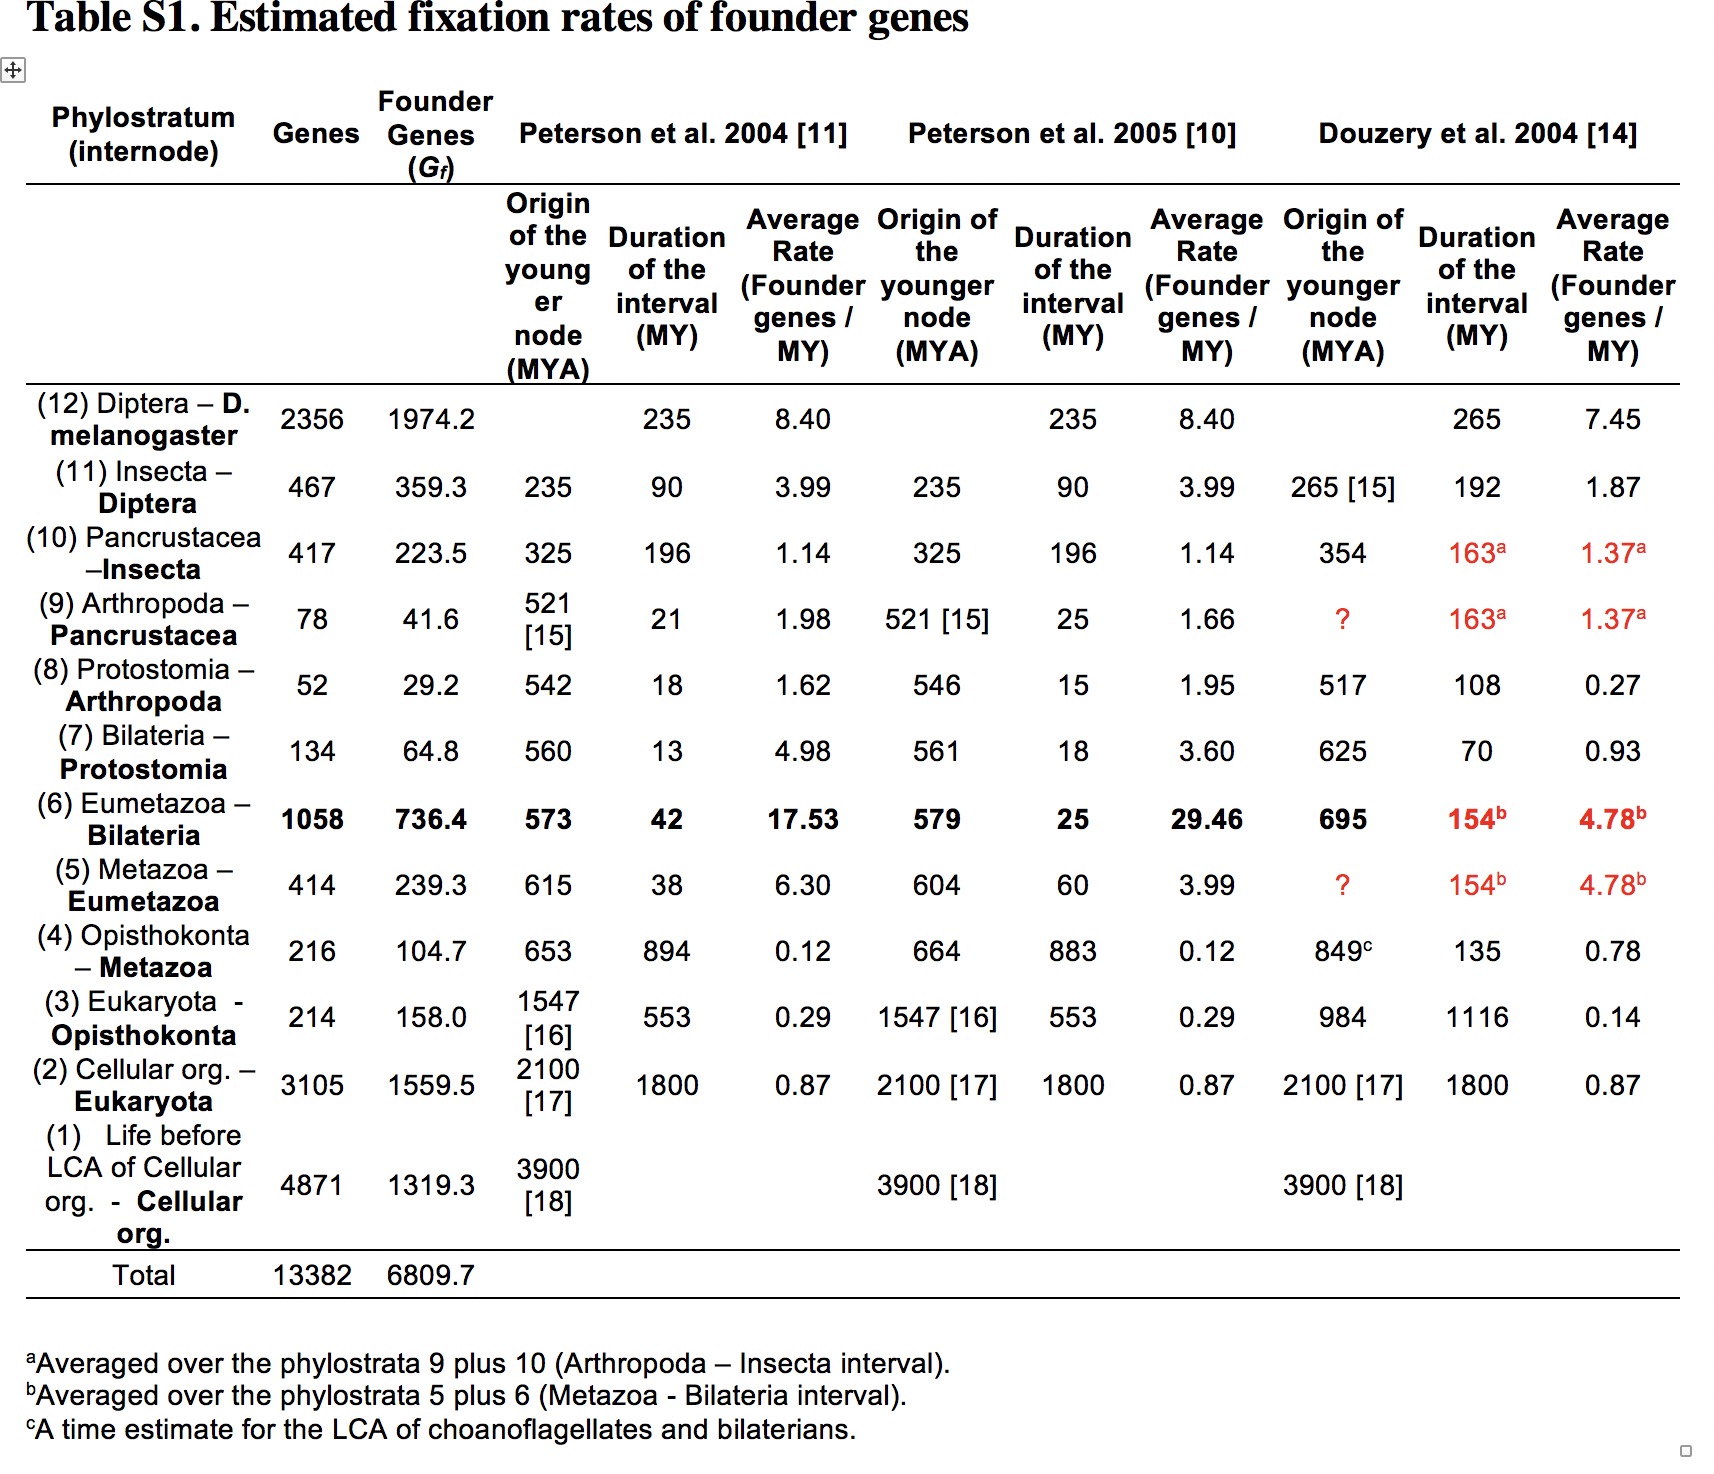 Table S1. Estimated fixation rates of founder genes
Phylostratum (internode) Genes Founder Genes (Gf) Peterson et al. 2004 [11] Peterson et al. 2005 [10] Douzery et al. 2004 [14]
Origin of the young er node (MYA) Duration of the interval (MY) Average Rate (Founder genes / MY) Origin of the younger node (MYA) Duration of the interval (MY) Average Rate (Founder genes / MY) Origin of the younger node (MYA) Duration of the interval (MY) Average Rate (Founder genes / MY)
(12) Diptera – D. melanogaster 2356 1974.2 235 8.40 235 8.40 265 7.45
(11) Insecta – Diptera 467 359.3 235 90 3.99 235 90 3.99 265 [15] 192 1.87
(10) Pancrustacea –Insecta 417 223.5 325 196 1.14 325 196 1.14 354 163ᵃ 1.37ᵃ
(9) Arthropoda – Pancrustacea 78 41.6 521 [15] 21 1.98 521 [15] 25 1.66 ? 163ᵃ 1.37ᵃ
(8) Protostomia – Arthropoda 52 29.2 542 18 1.62 546 15 1.95 517 108 0.27
(7) Bilateria – Protostomia 134 64.8 560 13 4.98 561 18 3.60 625 70 0.93
(6) Eumetazoa – Bilateria 1058 736.4 573 42 17.53 579 25 29.46 695 154ᵇ 4.78ᵇ
(5) Metazoa – Eumetazoa 414 239.3 615 38 6.30 604 60 3.99 ? 154ᵇ 4.78ᵇ
(4) Opisthokonta – Metazoa 216 104.7 653 894 0.12 664 883 0.12 849ᶜ 135 0.78
(3) Eukaryota - Opisthokonta 214 158.0 1547 [16] 553 0.29 1547 [16] 553 0.29 984 1116 0.14
(2) Cellular org. – Eukaryota 3105 1559.5 2100 [17] 1800 0.87 2100 [17] 1800 0.87 2100 [17] 1800 0.87
(1) Life before LCA of Cellular org. - Cellular org. 4871 1319.3 3900 [18] 3900 [18] 3900 [18]
Total 13382 6809.7
ᵃAveraged over the phylostrata 9 plus 10 (Arthropoda – Insecta interval).
ᵇAveraged over the phylostrata 5 plus 6 (Metazoa - Bilateria interval).
ᶜA time estimate for the LCA of choanoflagellates and bilaterians.